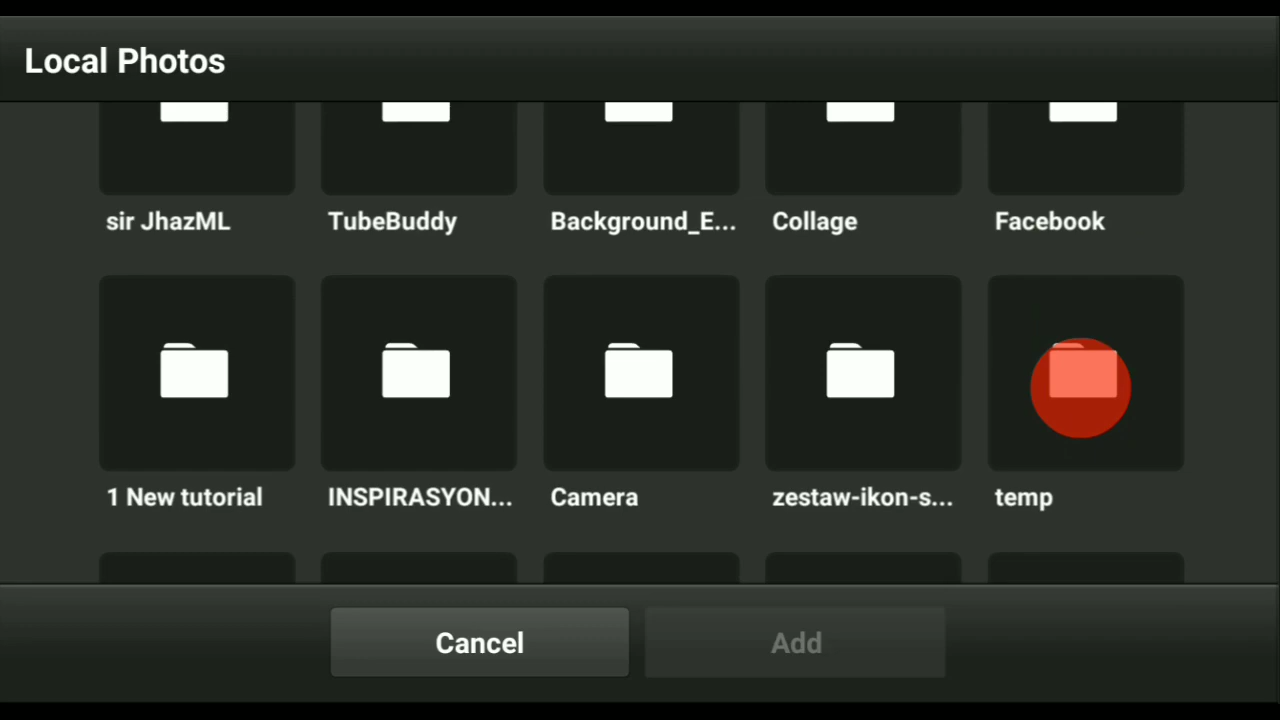 Local Photos
sir JhazML
TubeBuddy
Background_E...
Collage
Facebook
1 New tutorial
INSPIRASYON...
Camera
zestaw-ikon-s...
temp
Cancel
Add